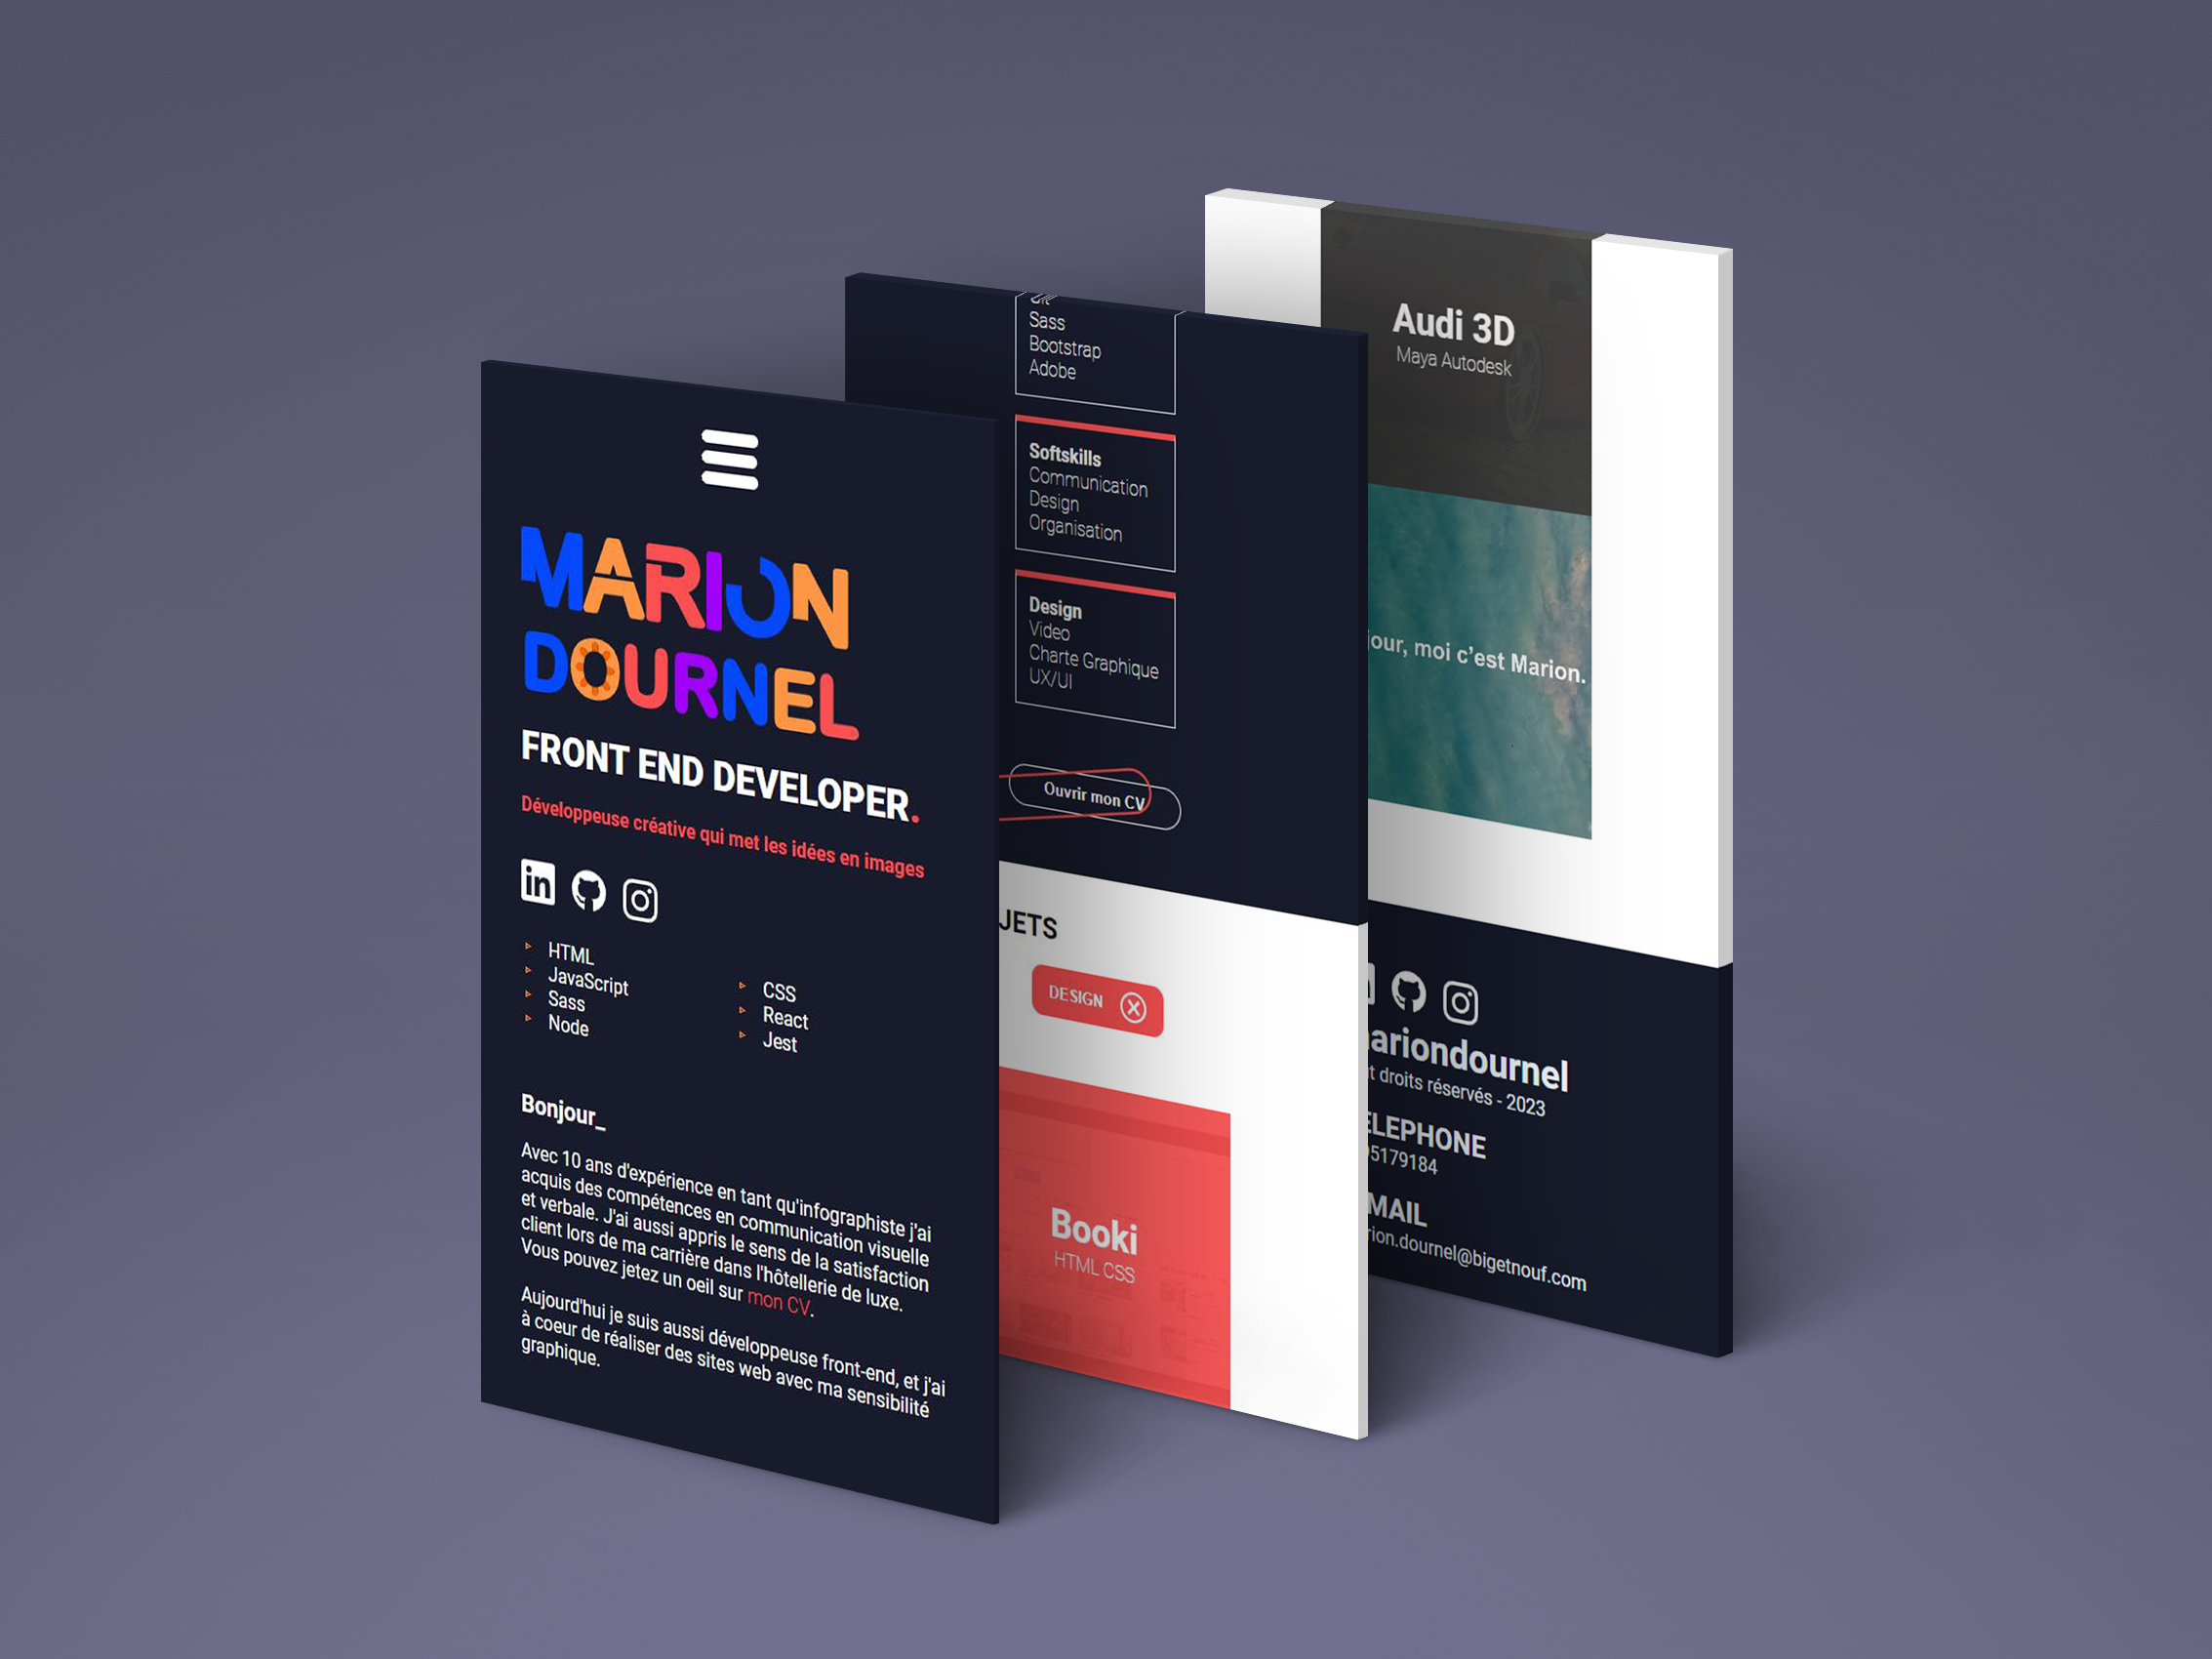 MARION
DOURNEL
FRONT END DEVELOPER.
Développeuse créative qui met les idées en images
in
HTML
JavaScript
Sass
Node
CSS
React
Jest
Bonjour_
Avec 10 ans d'expérience en tant qu'infographiste j'ai
acquis des compétences en communication visuelle
et verbale. J'ai aussi appris le sens de la satisfaction
client lors de ma carrière dans l'hôtellerie de luxe.
Vous pouvez jetez un oeil sur mon CV.
Aujourd'hui je suis aussi développeuse front-end, et j'ai
à coeur de réaliser des sites web avec ma sensibilité
graphique.
Sass
Bootstrap
Adobe
Softskills
Communication
Design
Organisation
Design
Video
Charte Graphique
UX/UI
Ouvrir mon CV
JETS
DESIGN
Booki
HTML CSS
Audi 3D
Maya Autodesk
jour, moi c'est Marion.
ariondournel
t droits réservés - 2023
ELEPHONE
95179184
MAIL
rion.dournel@bigetnouf.com